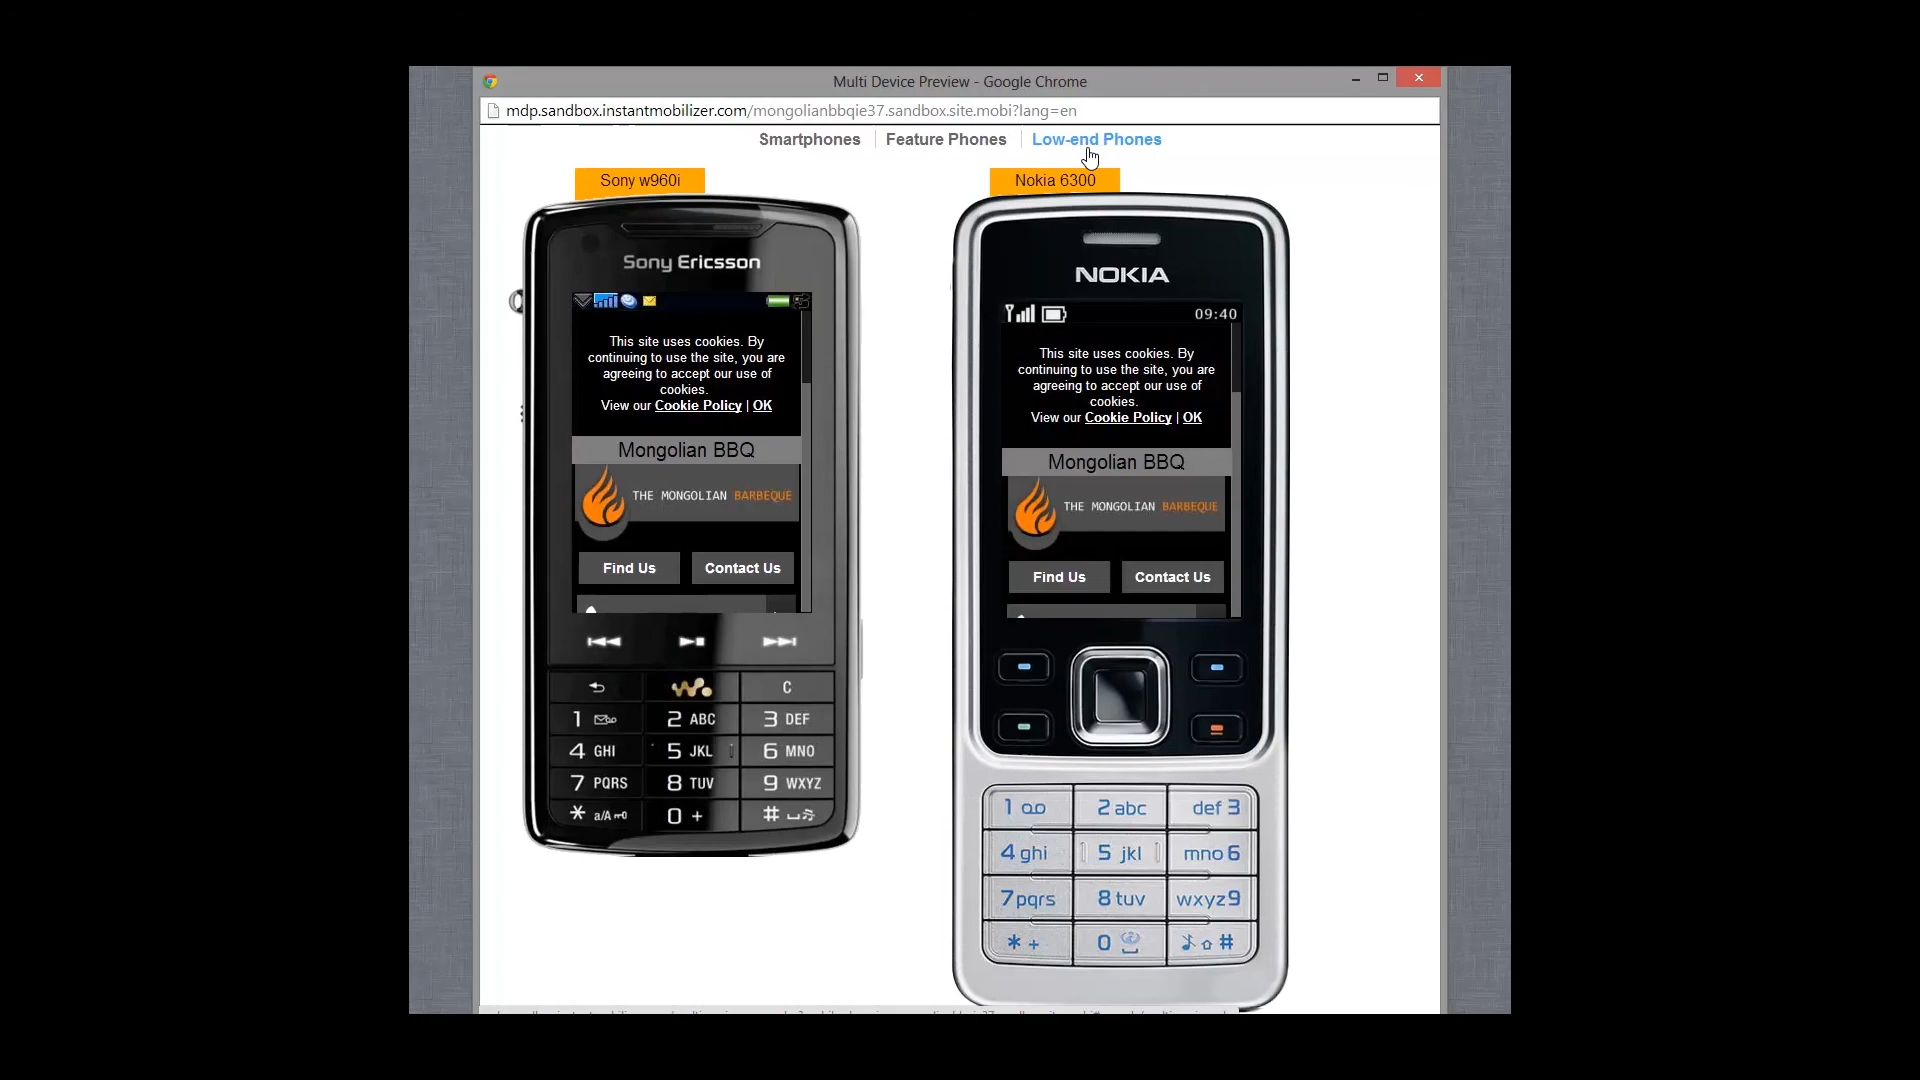 Multi Device Preview - Google Chrome
mdp.sandbox.instantmobilizer.com/mongolianbbqie37.sandbox.site.mobi?lang=en
Smartphones Feature Phones Low-end Phones
Sony w960i
Sony Ericsson
This site uses cookies. By
continuing to use the site, you are
agreeing to accept our use of
cookies.
View our Cookie Policy | OK
Mongolian BBQ
THE MONGOLIAN BARBEQUE
Find Us Contact Us
C
1 2 ABC 3 DEF
4 GHI 5 JKL 6 MNO
7 PQRS 8 TUV 9 WXYZ
* a/A 0 + #
Nokia 6300
NOKIA
09:40
This site uses cookies. By
continuing to use the site, you are
agreeing to accept our use of
cookies.
View our Cookie Policy | OK
Mongolian BBQ
THE MONGOLIAN BARBEQUE
Find Us Contact Us
1 2 abc def 3
4 ghi 5 jkl mno 6
7 pqrs 8 tuv wxyz 9
* + 0 #